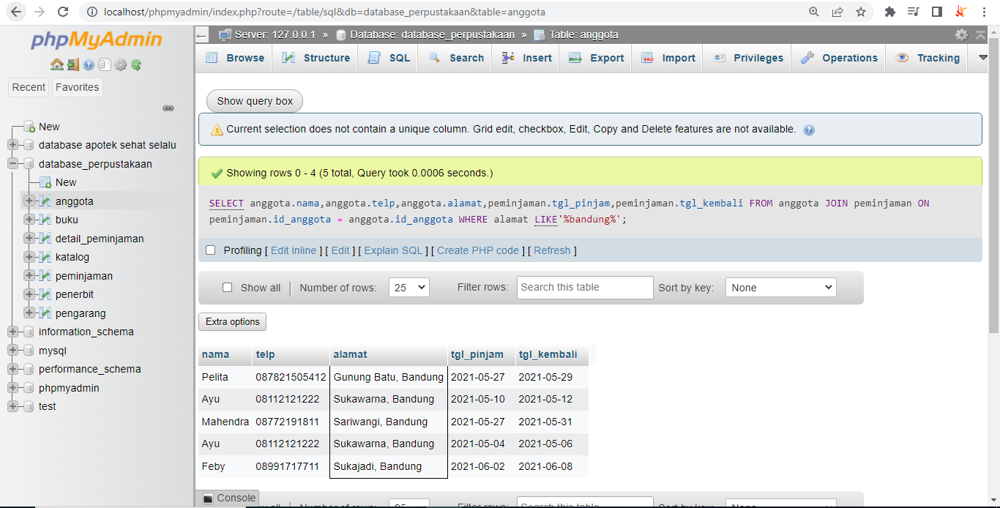 localhost/phpmyadmin/index.php?route=/table/sql&db=database_perpustakaan&table=anggota
phpMyAdmin
Recent Favorites
New
database apotek sehat selalu
database_perpustakaan
New
anggota
buku
detail_peminjaman
katalog
peminjaman
penerbit
pengarang
information_schema
mysql
performance_schema
phpmyadmin
test
Server: 127.0.0.1 » Database: database_perpustakaan » Table: anggota
Browse Structure SQL Search Insert Export Import Privileges Operations Tracking
Show query box
Current selection does not contain a unique column. Grid edit, checkbox, Edit, Copy and Delete features are not available.
Showing rows 0 - 4 (5 total, Query took 0.0006 seconds.)
SELECT anggota.nama,anggota.telp,anggota.alamat,peminjaman.tgl_pinjam,peminjaman.tgl_kembali FROM anggota JOIN peminjaman ON
peminjaman.id_anggota = anggota.id_anggota WHERE alamat LIKE'%bandung%';
Profiling [ Edit inline ] [ Edit ] [ Explain SQL ] [ Create PHP code ] [ Refresh ]
Show all | Number of rows: 25 Filter rows: Search this table Sort by key: None
Extra options
nama telp alamat tgl_pinjam tgl_kembali
Pelita 087821505412 Gunung Batu, Bandung 2021-05-27 2021-05-29
Ayu 08112121222 Sukawarna, Bandung 2021-05-10 2021-05-12
Mahendra 08772191811 Sariwangi, Bandung 2021-05-27 2021-05-31
Ayu 08112121222 Sukawarna, Bandung 2021-05-04 2021-05-06
Feby 08991717711 Sukajadi, Bandung 2021-06-02 2021-06-08
Console